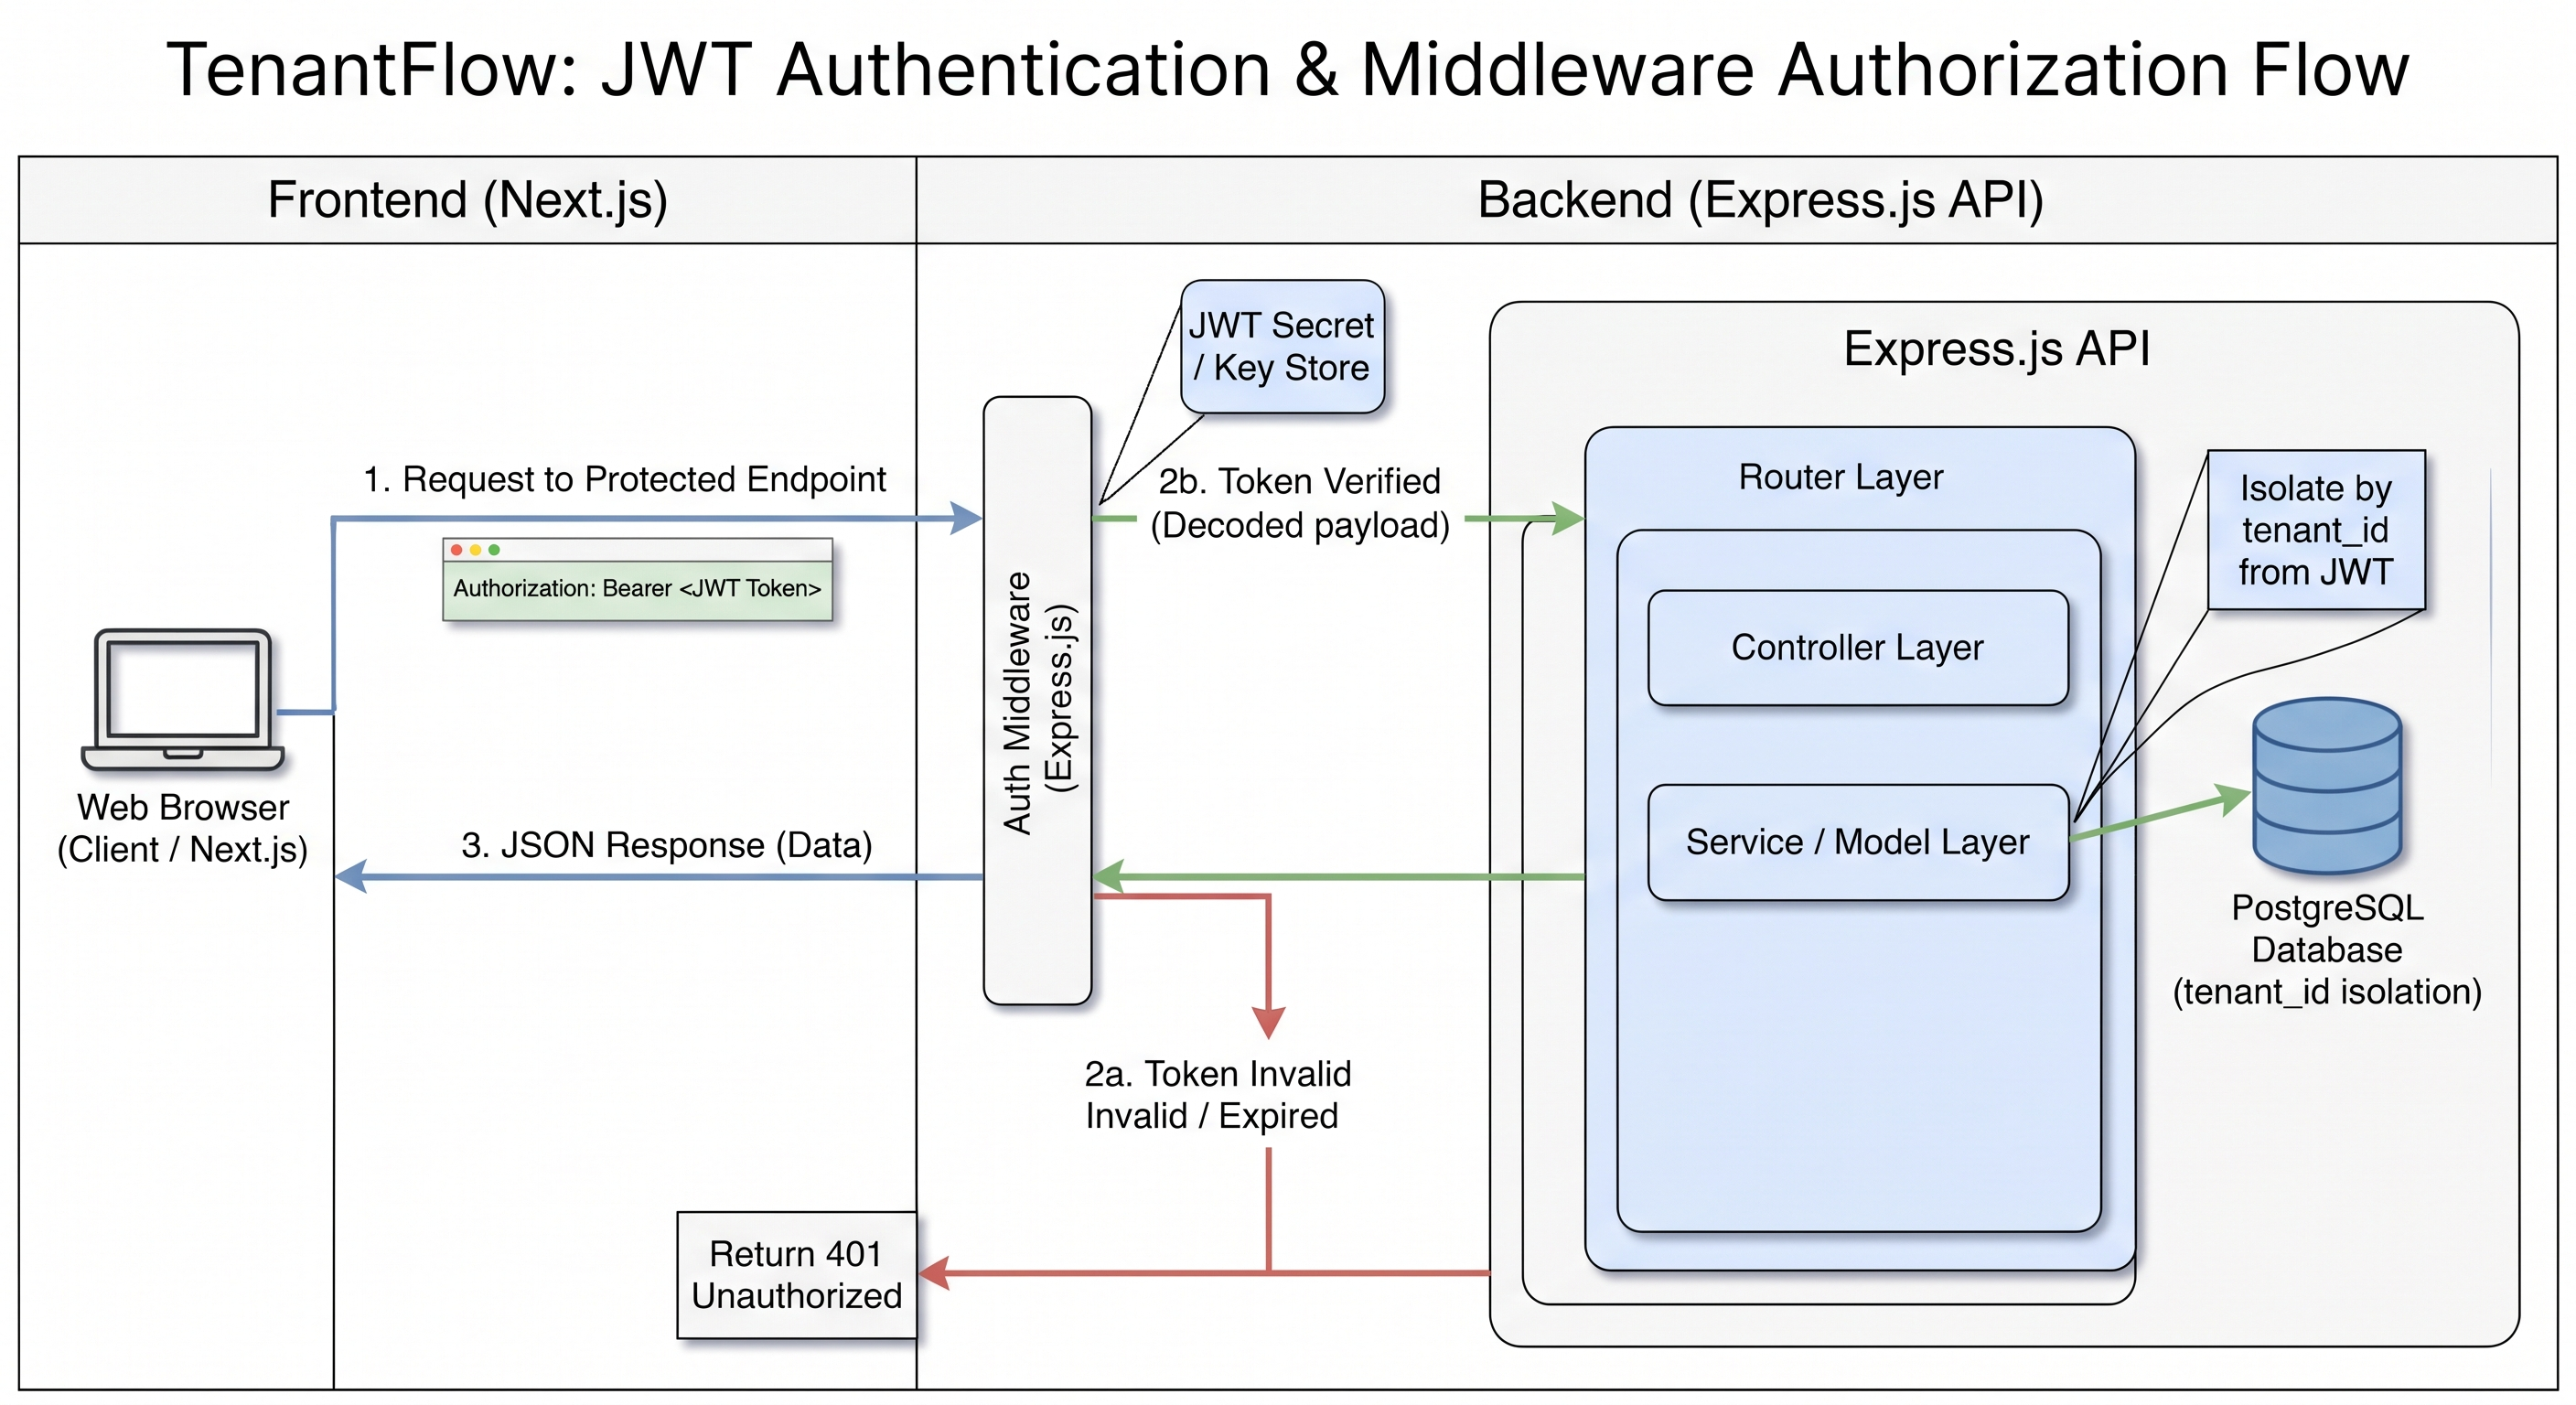 TenantFlow: JWT Authentication & Middleware Authorization Flow
Frontend (Next.js)
Backend (Express.js API)
JWT Secret
/ Key Store
Express.js API
1. Request to Protected Endpoint
Authorization: Bearer <JWT Token>
2b. Token Verified
(Decoded payload)
Router Layer
Isolate by
tenant_id
from JWT
Auth Middleware
(Express.js)
Controller Layer
Web Browser
(Client / Next.js)
3. JSON Response (Data)
Service / Model Layer
PostgreSQL
Database
(tenant_id isolation)
2a. Token Invalid
Invalid / Expired
Return 401
Unauthorized